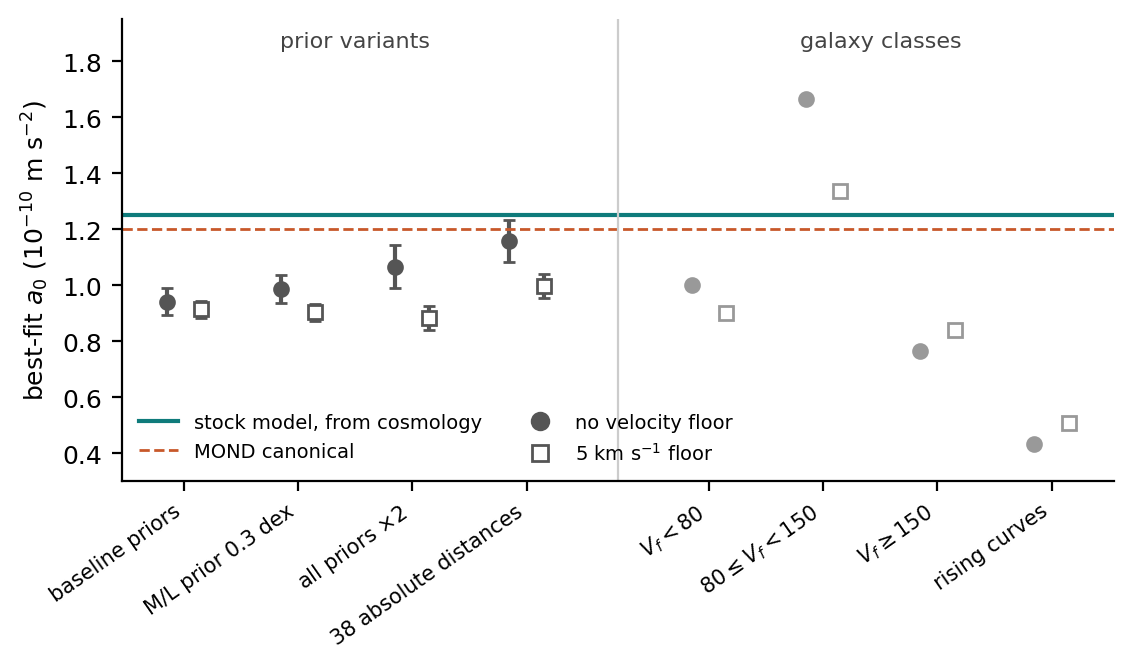 prior variants
galaxy classes
best-fit a₀ (10⁻¹⁰ m s⁻²)
1.8
1.6
1.4
1.2
1.0
0.8
0.6
0.4
stock model, from cosmology
MOND canonical
no velocity floor
5 km s⁻¹ floor
baseline priors
M/L prior 0.3 dex
all priors ×2
38 absolute distances
V_f < 80
80 ≤ V_f < 150
V_f ≥ 150
rising curves